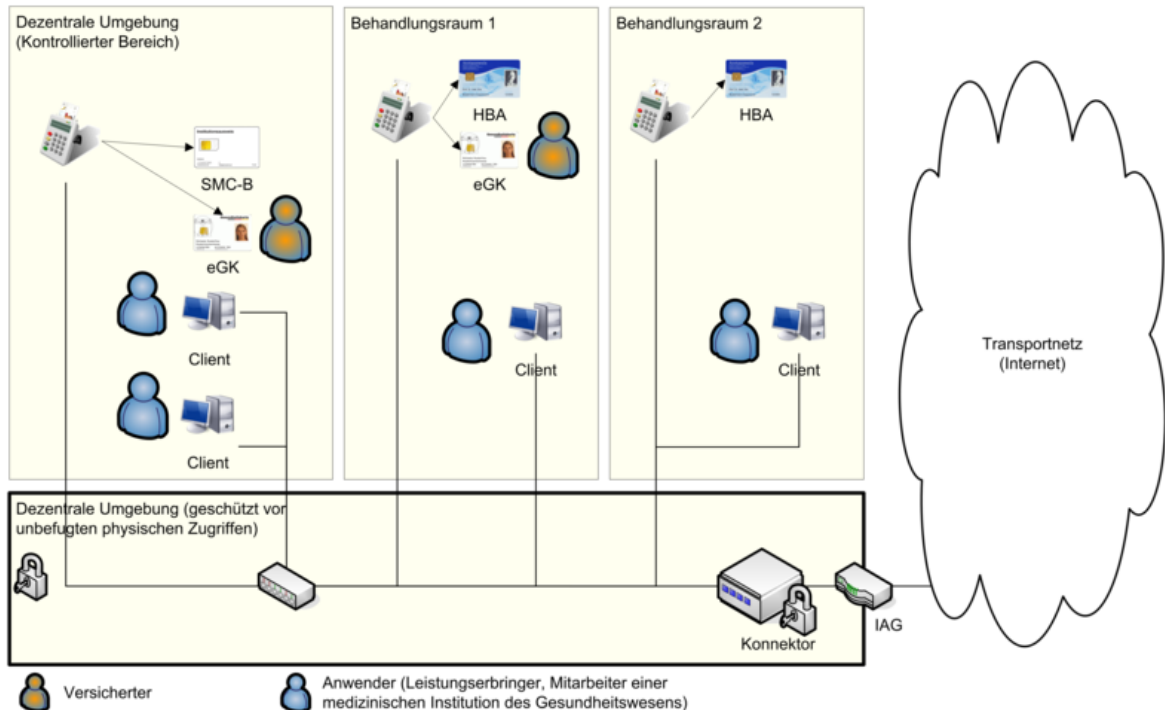 Dezentrale Umgebung
(Kontrollierter Bereich)
SMC-B
eGK
Client
Client
Behandlungsraum 1
HBA
eGK
Client
Behandlungsraum 2
HBA
Client
Transportnetz
(Internet)
Dezentrale Umgebung (geschützt vor
unbefugten physischen Zugriffen)
Konnektor
IAG
Versicherter
Anwender (Leistungserbringer, Mitarbeiter einer
medizinischen Institution des Gesundheitswesens)